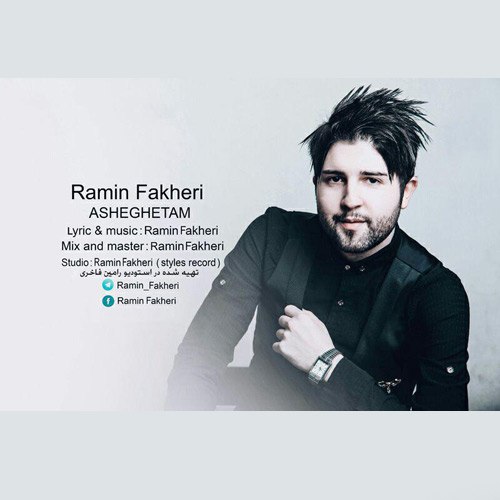 Ramin Fakheri
ASHEGHETAM
Lyric & music : Ramin Fakheri
Mix and master : Ramin Fakheri
Studio : Ramin Fakheri ( styles record )
تهیه شده در استودیو رامین فاخری
Ramin_Fakheri
Ramin Fakheri